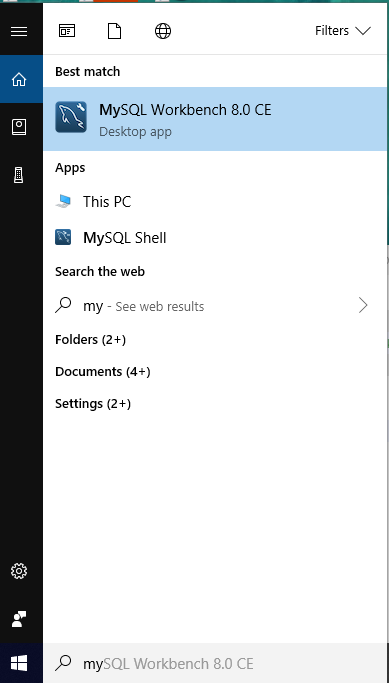 Filters
Best match
MySQL Workbench 8.0 CE
Desktop app
Apps
This PC
MySQL Shell
Search the web
my - See web results
Folders (2+)
Documents (4+)
Settings (2+)
mySQL Workbench 8.0 CE